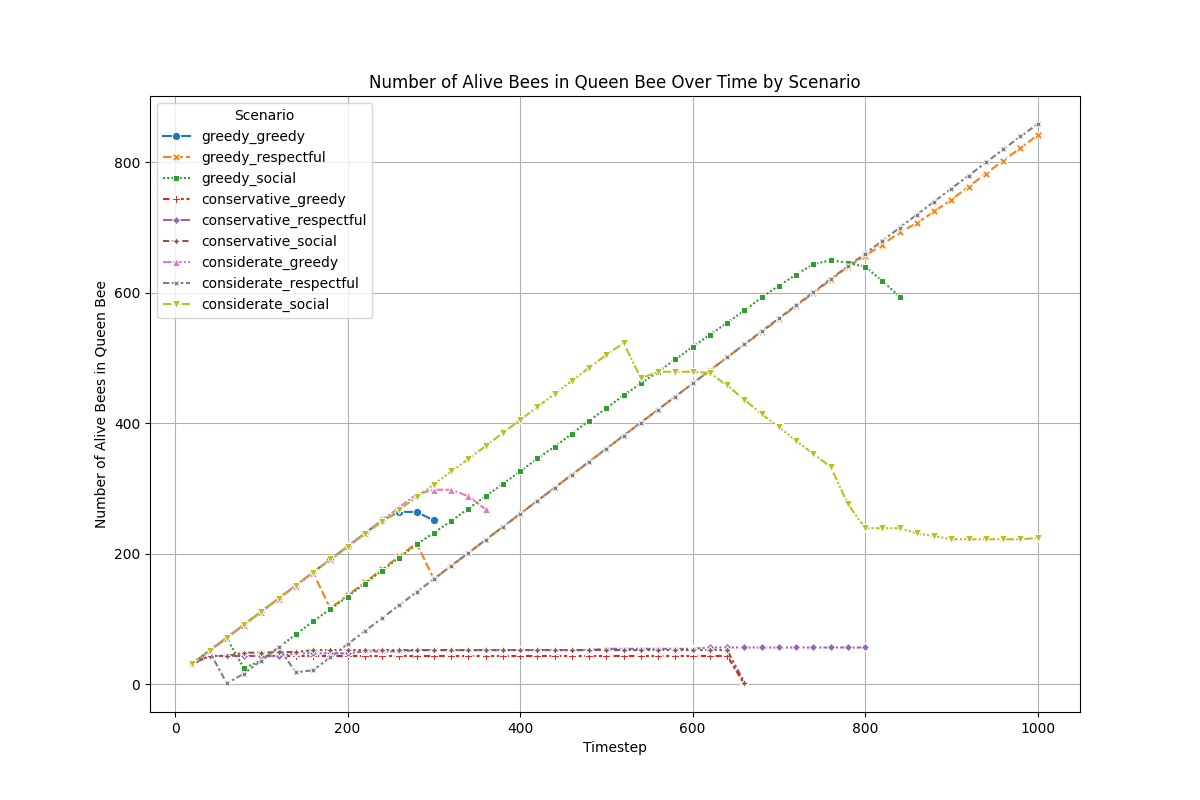 Number of Alive Bees in Queen Bee Over Time by Scenario
Scenario
greedy_greedy
greedy_respectful
greedy_social
conservative_greedy
conservative_respectful
conservative_social
considerate_greedy
considerate_respectful
considerate_social
Number of Alive Bees in Queen Bee
800
600
400
200
0
0
200
400
600
800
1000
Timestep